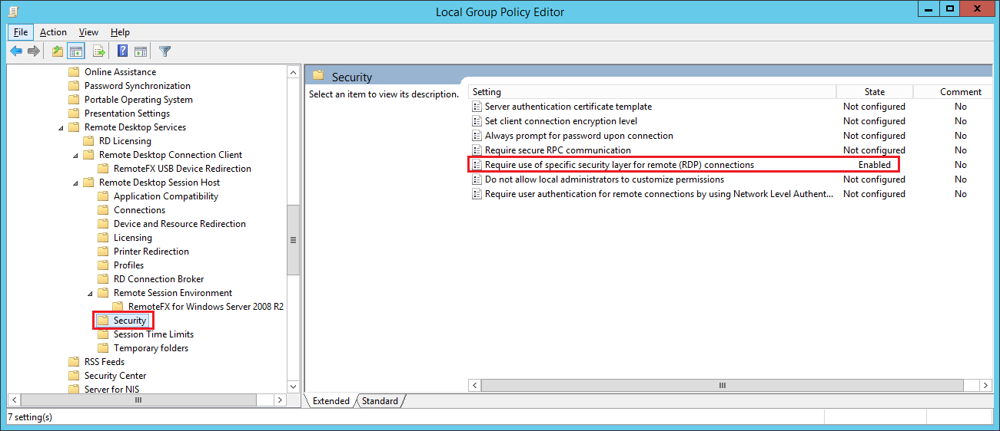 Local Group Policy Editor
File Action View Help
Online Assistance
Password Synchronization
Portable Operating System
Presentation Settings
Remote Desktop Services
RD Licensing
Remote Desktop Connection Client
RemoteFX USB Device Redirection
Remote Desktop Session Host
Application Compatibility
Connections
Device and Resource Redirection
Licensing
Printer Redirection
Profiles
RD Connection Broker
Remote Session Environment
RemoteFX for Windows Server 2008 R2
Security
Session Time Limits
Temporary folders
RSS Feeds
Security Center
Server for NIS
Security
Select an item to view its description.
Setting State Comment
Server authentication certificate template Not configured No
Set client connection encryption level Not configured No
Always prompt for password upon connection Not configured No
Require secure RPC communication Not configured No
Require use of specific security layer for remote (RDP) connections Enabled No
Do not allow local administrators to customize permissions Not configured No
Require user authentication for remote connections by using Network Level Authent... Not configured No
Extended Standard
7 setting(s)